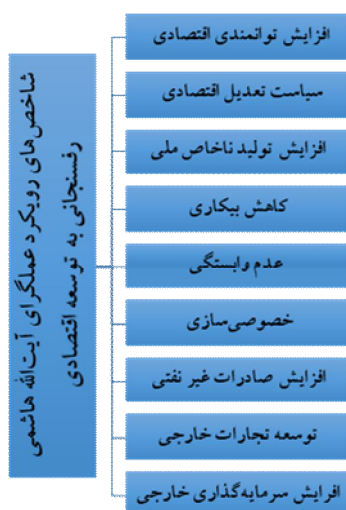 شاخص‌های رویکرد عملگرای آیت‌الله هاشمی
رفسنجانی به توسعه اقتصادی
افزایش توانمندی اقتصادی
سیاست تعدیل اقتصادی
افزایش تولید ناخاص ملی
کاهش بیکاری
عدم وابستگی
خصوصی‌سازی
افزایش صادرات غیر نفتی
توسعه تجارات خارجی
افرایش سرمایه‌گذاری خارجی